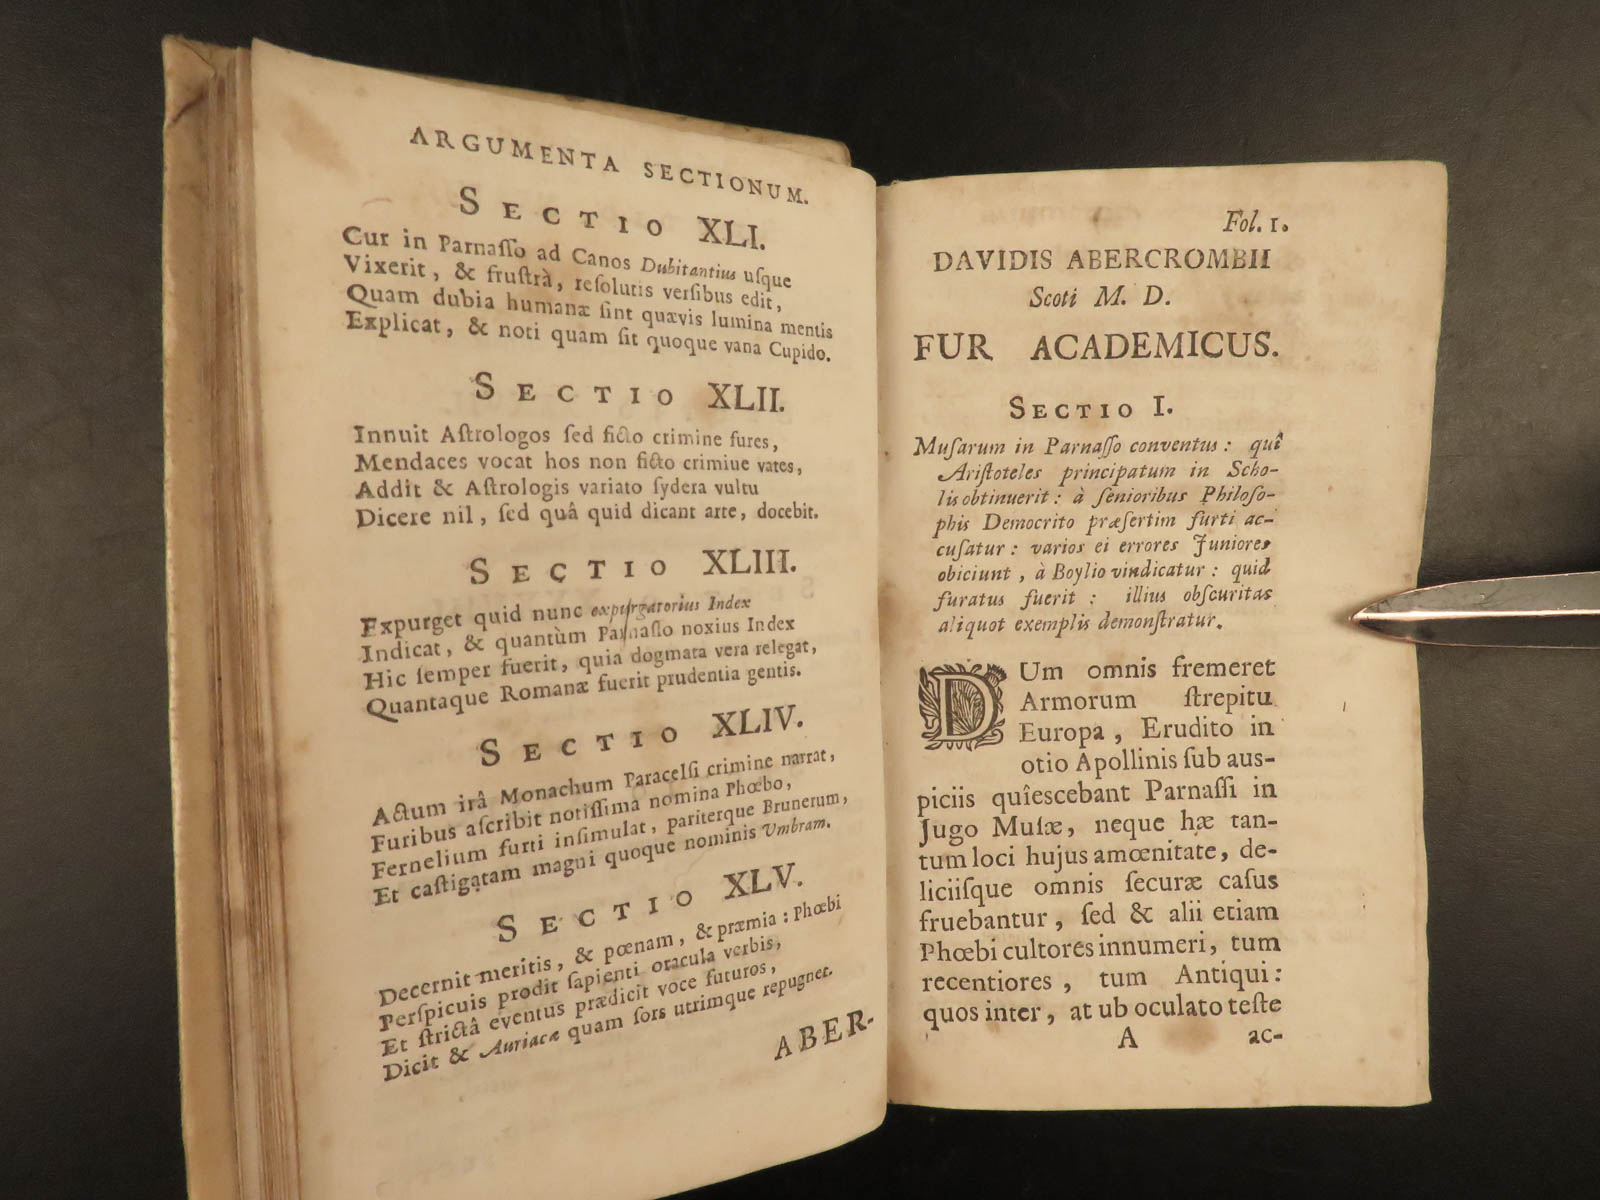 ARGUMENTA SECTIONUM.
SECTIO XLI.
Cur in Parnaſſo ad Canos Dubitantius uſque
Vixerit, & fruſtrà, reſolutis verſibus edit,
Quam dubia humanæ ſint quævis lumina mentis
Explicat, & noti quam ſit quoque vana Cupido.
SECTIO XLII.
Innuit Aſtrologos ſed ficto crimine fures,
Mendaces vocat hos non ficto crimiue vates,
Addit & Aſtrologis variato ſydera vultu
Dicere nil, ſed quâ quid dicant arte, docebit.
SECTIO XLIII.
Expurget quid nunc expurgatorius Index
Indicat, & quantùm Parnaſſo noxius Index
Hic ſemper fuerit, quia dogmata vera relegat,
Quantaque Romanæ fuerit prudentia gentis.
SECTIO XLIV.
Actum irâ Monachum Paracelſi crimine narrat,
Furibus aſcribit notiſſima nomina Phœbo,
Fernelium furti inſimulat, pariterque Brunerum,
Et caſtigatam magni quoque nominis Umbram.
SECTIO XLV.
Decernit meritis, & pœnam, & præmia: Phœbi
Perſpicuis prodit ſapienti oracula verbis,
Et ſtrictâ eventus prædicit voce futuros,
Dicit & Auriacæ quam ſors utrimque repugnet.
ABER-
Fol. 1.
DAVIDIS ABERCROMBII
Scoti M. D.
FUR ACADEMICUS.
SECTIO I.
Muſarum in Parnaſſo conventus: quî
Ariſtoteles principatum in Scho-
lis obtinuerit: à ſenioribus Philoſo-
phis Democrito præſertim furti ac-
cuſatur: varios ei errores Juniores
obiciunt, à Boylio vindicatur: quid
furatus fuerit: illius obſcuritas
aliquot exemplis demonſtratur.
DUm omnis fremeret
Armorum ſtrepitu
Europa, Erudito in
otio Apollinis ſub auſ-
piciis quîescebant Parnaſſi in
Jugo Muſæ, neque hæ tan-
tum loci hujus amœnitate, de-
liciiſque omnis ſecuræ caſus
fruebantur, ſed & alii etiam
Phœbi cultores innumeri, tum
recentiores, tum Antiqui:
quos inter, at ub oculato teſte
A ac-